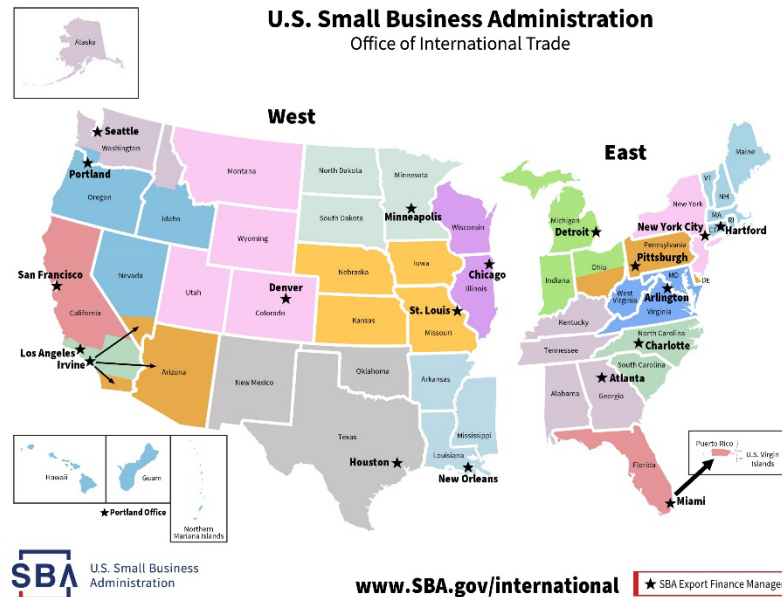 U.S. Small Business Administration
Office of International Trade
Alaska
West
East
Seattle
Washington
Portland
Oregon
Idaho
Montana
Wyoming
North Dakota
South Dakota
Minnesota
Minneapolis
Wisconsin
Chicago
Illinois
San Francisco
California
Nevada
Utah
Denver
Colorado
Nebraska
Iowa
Kansas
St. Louis
Missouri
Los Angeles
Irvine
Arizona
New Mexico
Oklahoma
Texas
Houston
Arkansas
Mississippi
Louisiana
New Orleans
Maine
VT
NH
MA
RI
CT
Hartford
New York
New York City
Michigan
Detroit
Indiana
Ohio
Pennsylvania
Pittsburgh
MD
DE
West
Virginia
Arlington
Virginia
Kentucky
Tennessee
North Carolina
Charlotte
South Carolina
Atlanta
Alabama
Georgia
Florida
Miami
Puerto Rico
U.S. Virgin
Islands
Hawaii
Guam
Northern
Mariana Islands
Portland Office
SBA
U.S. Small Business
Administration
www.SBA.gov/international
SBA Export Finance Manager